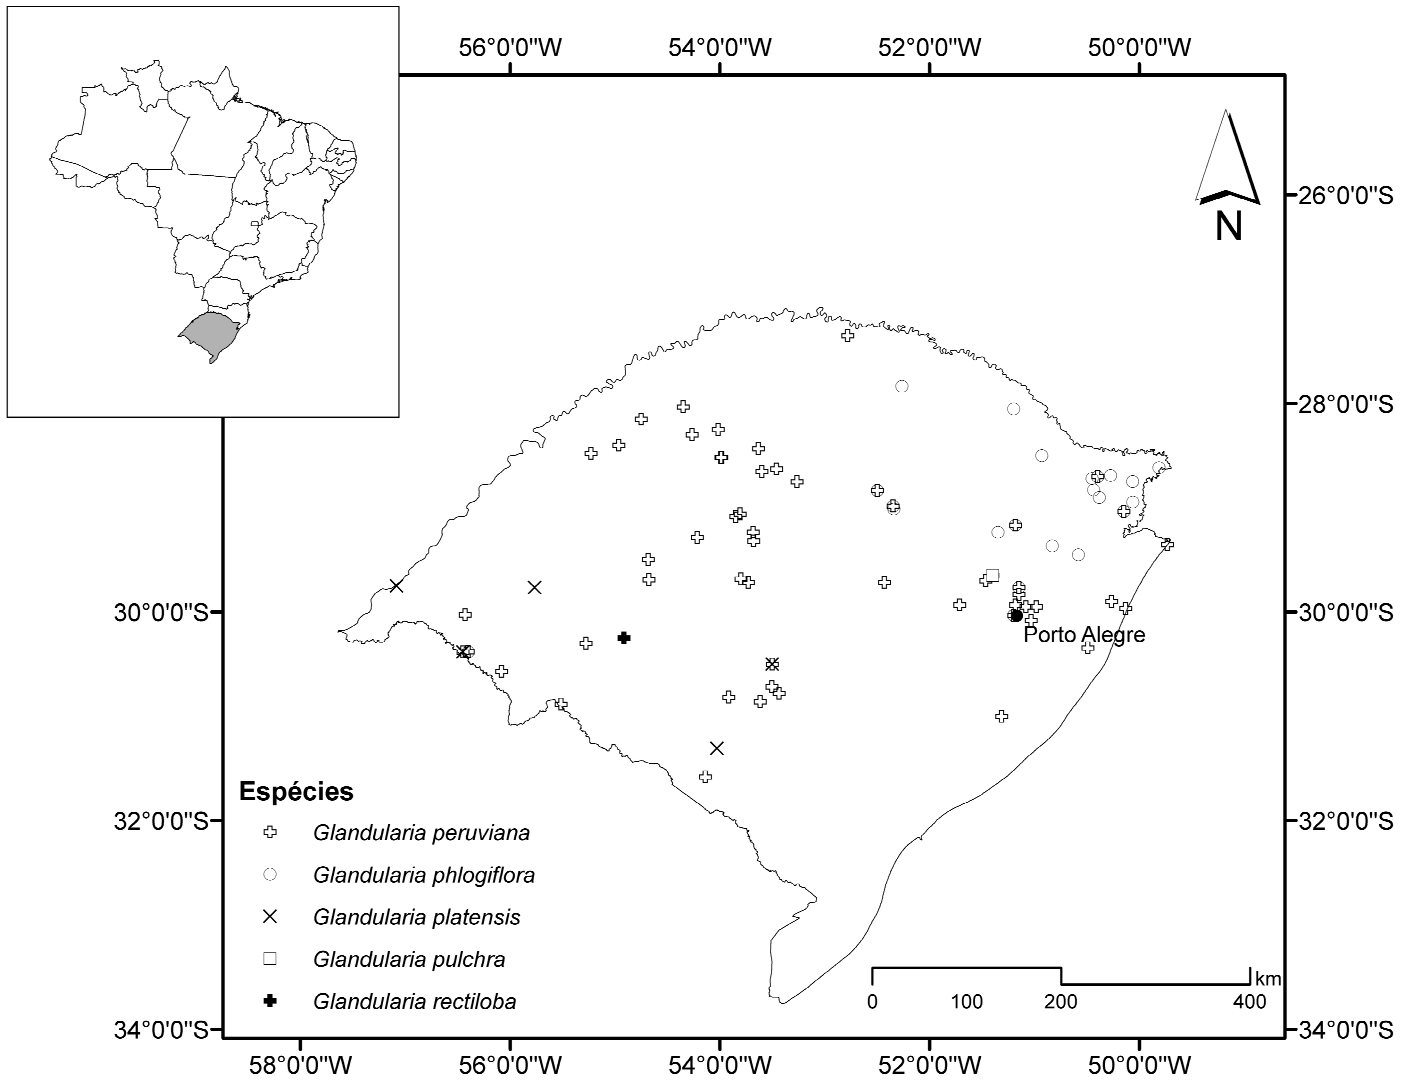 56°0'0"W 54°0'0"W 52°0'0"W 50°0'0"W
N
26°0'0"S
28°0'0"S
30°0'0"S
Porto Alegre
32°0'0"S 32°0'0"S
Espécies
Glandularia peruviana
Glandularia phlogiflora
Glandularia platensis
Glandularia pulchra
Glandularia rectiloba
km
0 100 200 400
34°0'0"S 34°0'0"S
58°0'0"W 56°0'0"W 54°0'0"W 52°0'0"W 50°0'0"W
30°0'0"S